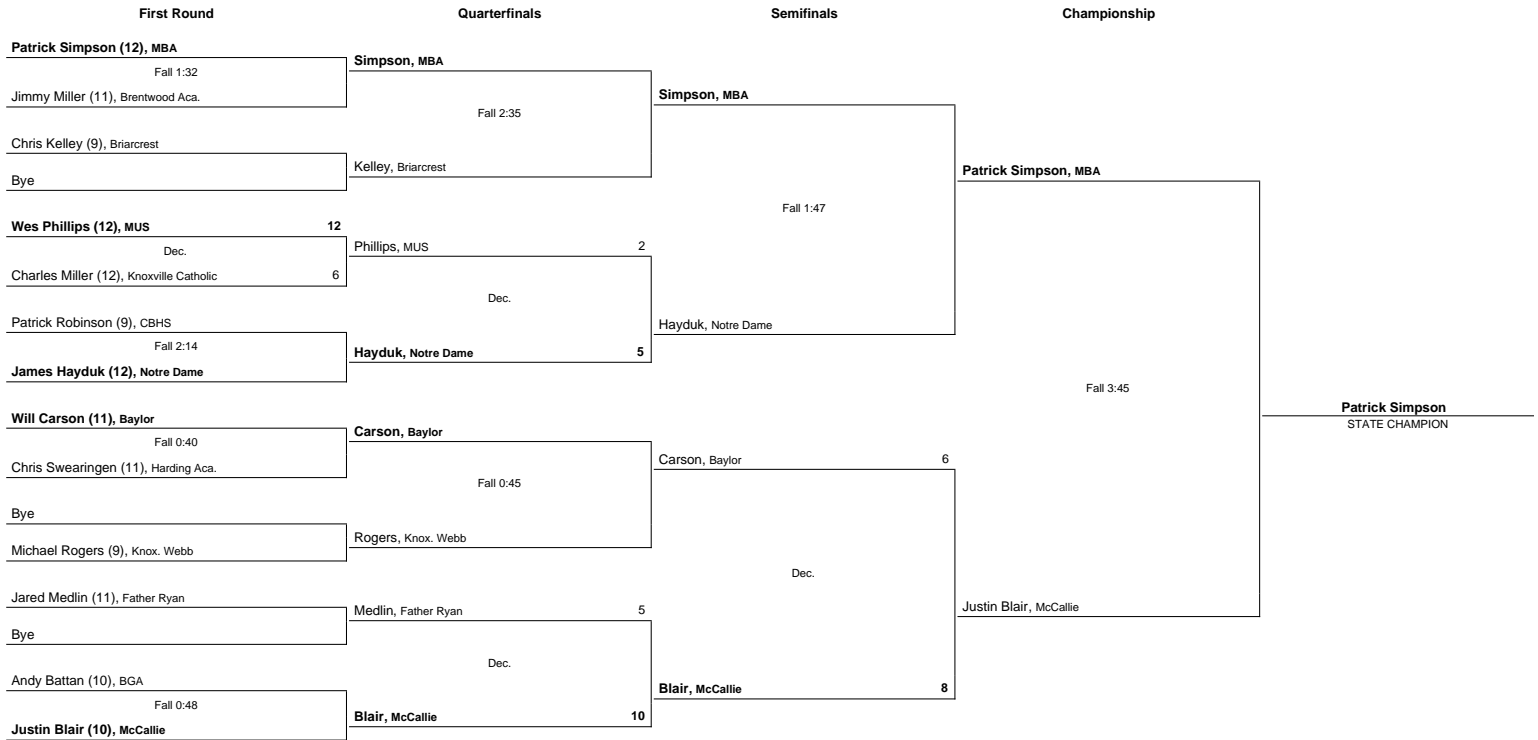 First Round
Quarterfinals
Semifinals
Championship
Patrick Simpson (12), MBA
Fall 1:32
Jimmy Miller (11), Brentwood Aca.
Chris Kelley (9), Briarcrest
Bye
Wes Phillips (12), MUS 12
Dec.
Charles Miller (12), Knoxville Catholic 6
Patrick Robinson (9), CBHS
Fall 2:14
James Hayduk (12), Notre Dame
Will Carson (11), Baylor
Fall 0:40
Chris Swearingen (11), Harding Aca.
Bye
Michael Rogers (9), Knox. Webb
Jared Medlin (11), Father Ryan
Bye
Andy Battan (10), BGA
Fall 0:48
Justin Blair (10), McCallie
Simpson, MBA
Fall 2:35
Kelley, Briarcrest
Phillips, MUS 2
Dec.
Hayduk, Notre Dame 5
Carson, Baylor
Fall 0:45
Rogers, Knox. Webb
Medlin, Father Ryan 5
Dec.
Blair, McCallie 10
Simpson, MBA
Fall 1:47
Hayduk, Notre Dame
Carson, Baylor 6
Dec.
Blair, McCallie 8
Patrick Simpson, MBA
Fall 3:45
Justin Blair, McCallie
Patrick Simpson
STATE CHAMPION